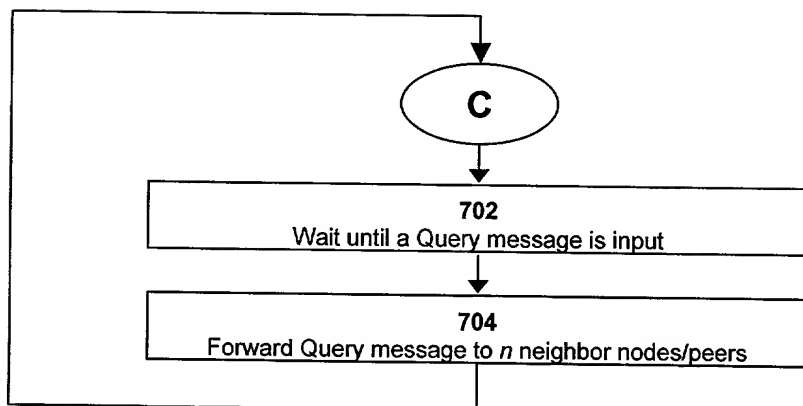 C
702
Wait until a Query message is input
704
Forward Query message to n neighbor nodes/peers